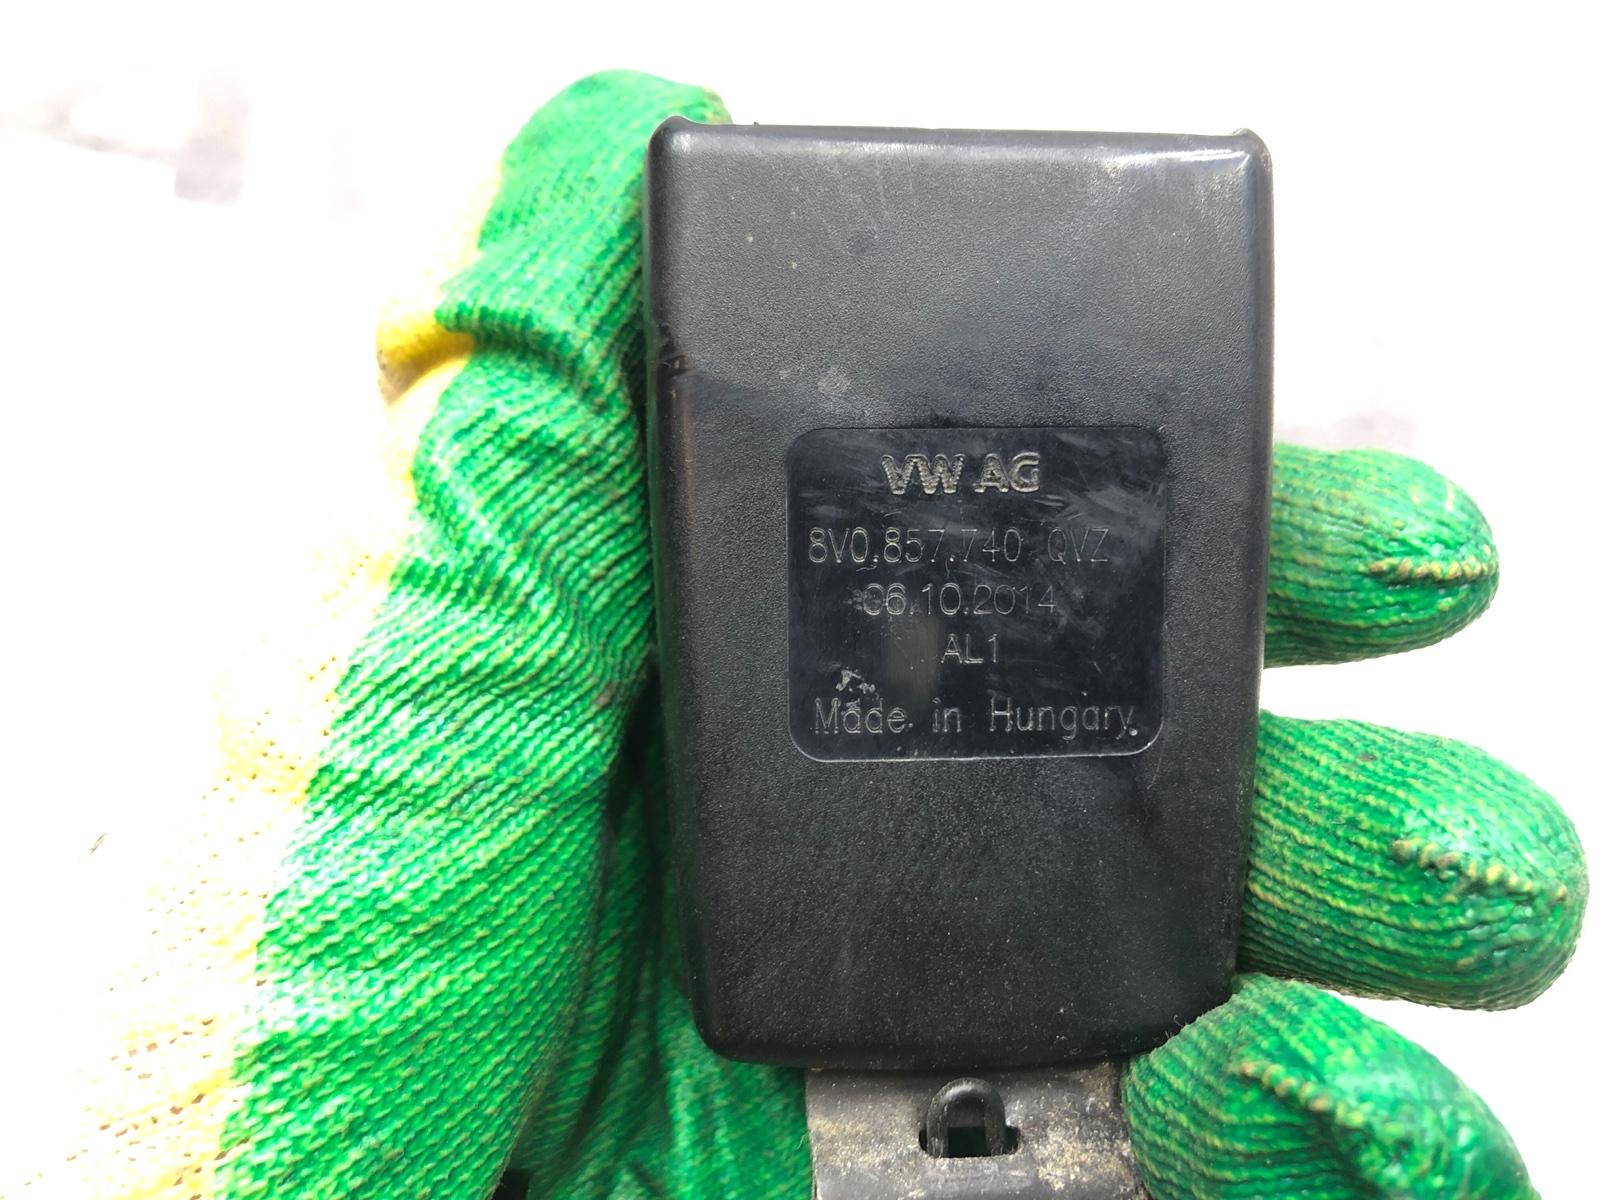 VW AG
8V0.857.740 QVZ
06.10.2014
AL1
Made in Hungary